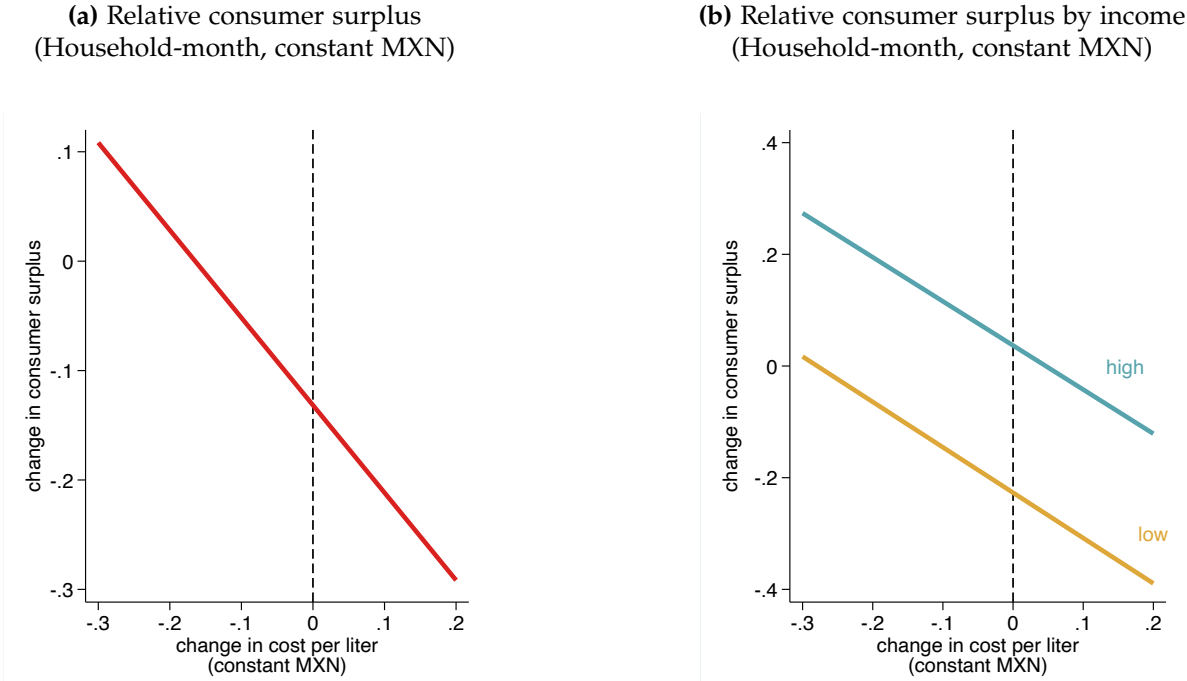 (a) Relative consumer surplus
(Household-month, constant MXN)
.1
0
-.1
-.2
-.3
change in consumer surplus
-.3 -.2 -.1 0 .1 .2
change in cost per liter
(constant MXN)
(b) Relative consumer surplus by income
(Household-month, constant MXN)
.4
.2
0
-.2
-.4
change in consumer surplus
high
low
-.3 -.2 -.1 0 .1 .2
change in cost per liter
(constant MXN)